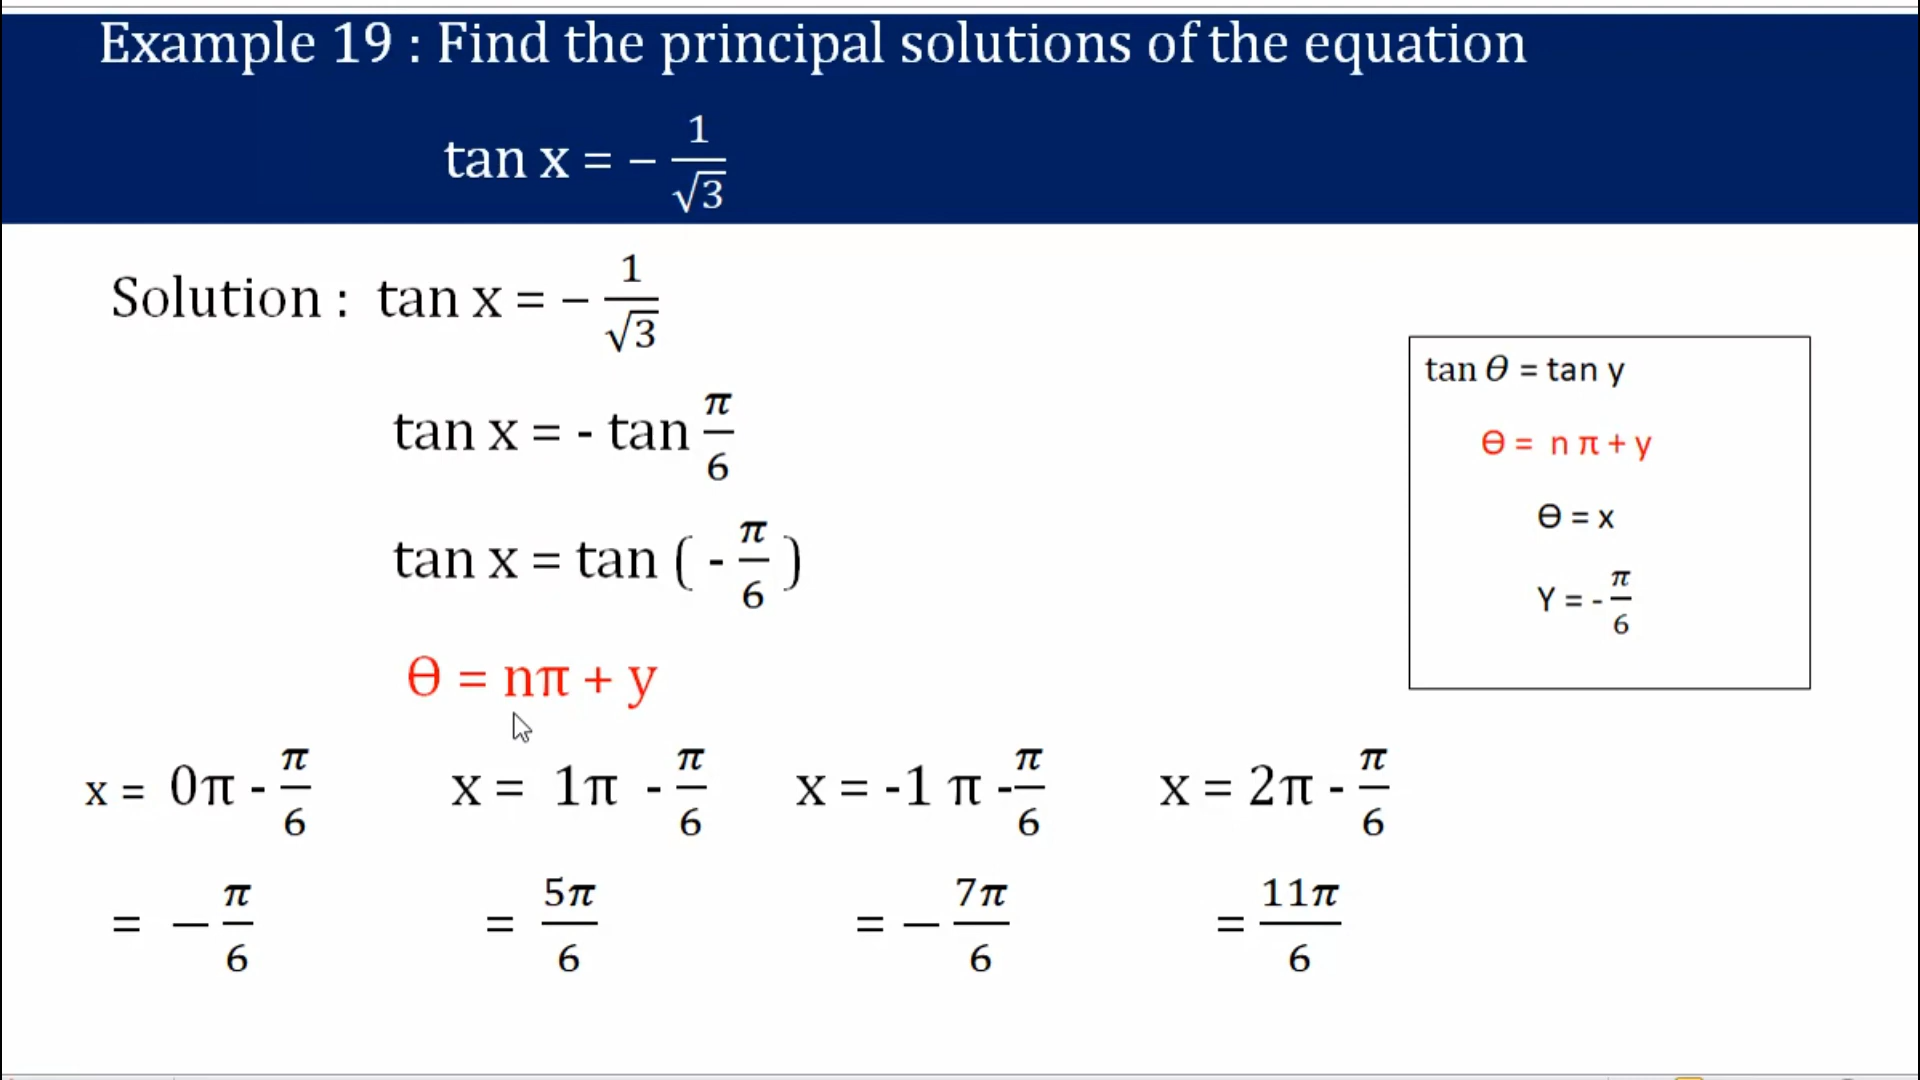 Example 19 : Find the principal solutions of the equation
tan x = − 1/√3
Solution : tan x = − 1/√3
tan x = - tan π/6
tan x = tan ( - π/6 )
Ө = nπ + y
x = 0π - π/6
x = 1π - π/6
x = -1 π - π/6
x = 2π - π/6
= − π/6
= 5π/6
= − 7π/6
= 11π/6
tan θ = tan y
Ө = n π + y
Ө = x
Y = - π/6